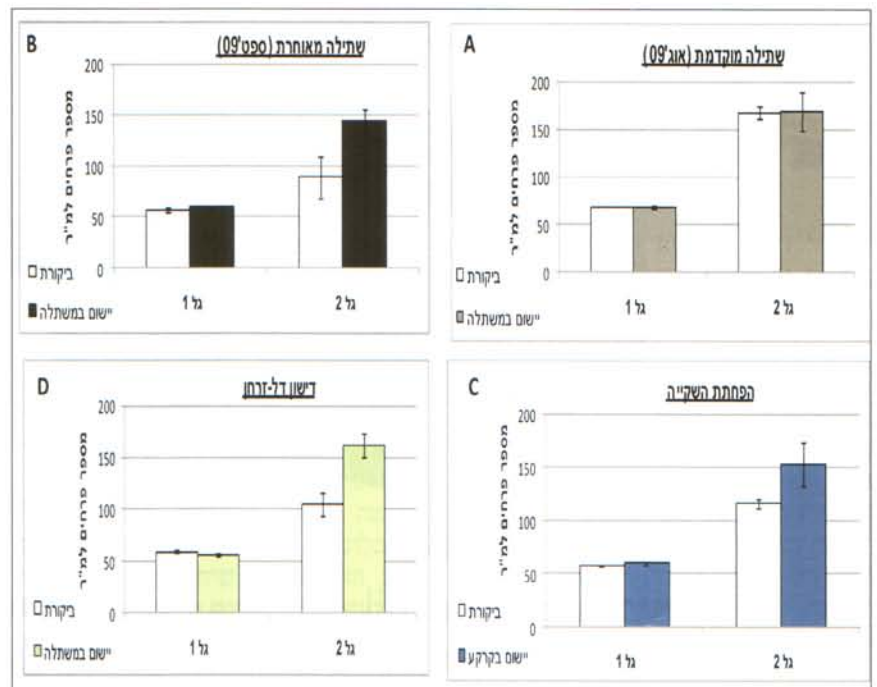 A
שתילה מוקדמת (אוג'09)
מספר פרחים למ"ר
200
150
100
50
0
גל 1
גל 2
ביקורת
יישום במשתלה
B
שתילה מאוחרת (ספט'09)
מספר פרחים למ"ר
200
150
100
50
0
גל 1
גל 2
ביקורת
יישום במשתלה
C
הפחתת השקייה
מספר פרחים למ"ר
200
150
100
50
0
גל 1
גל 2
ביקורת
יישום בקרקע
D
דישון דל-זרחן
מספר פרחים למ"ר
200
150
100
50
0
גל 1
גל 2
ביקורת
יישום במשתלה